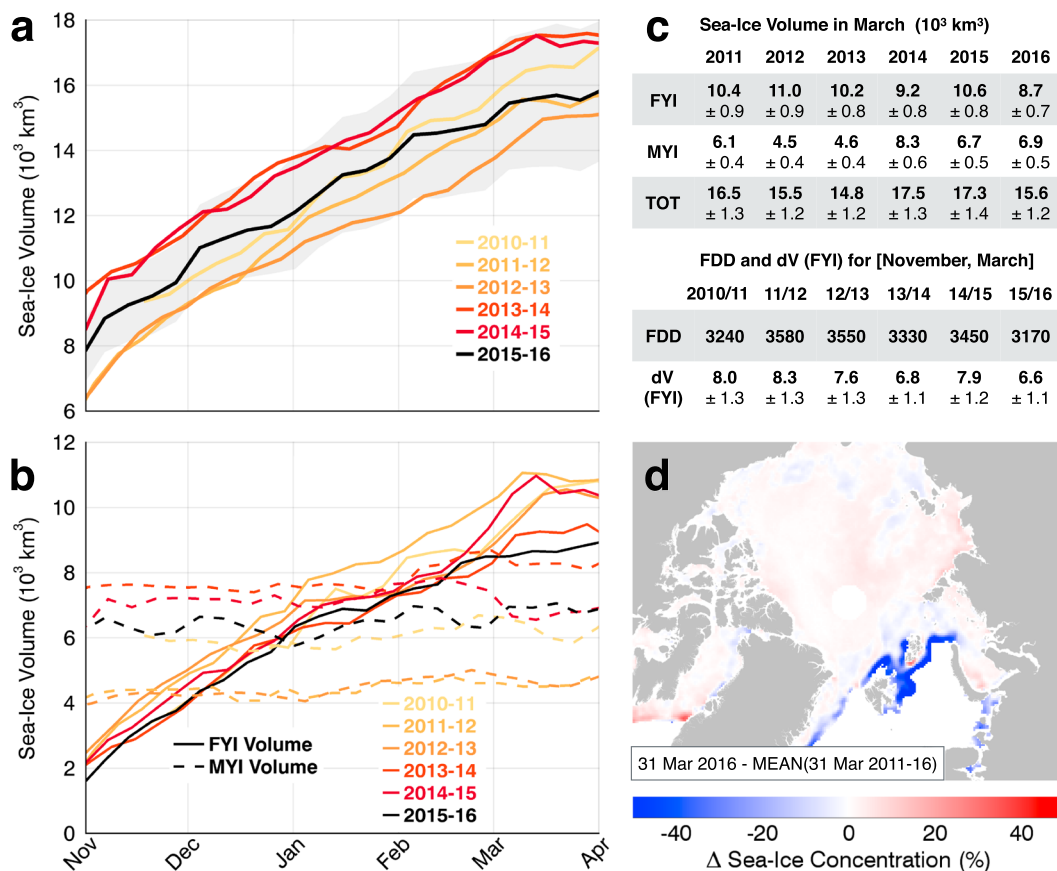 a
Sea-Ice Volume (10³ km³)
18
16
14
12
10
8
6
2010-11
2011-12
2012-13
2013-14
2014-15
2015-16
b
Sea-Ice Volume (10³ km³)
12
10
8
6
4
2
0
FYI Volume
MYI Volume
2010-11
2011-12
2012-13
2013-14
2014-15
2015-16
Nov Dec Jan Feb Mar Apr
c Sea-Ice Volume in March (10³ km³)
2011 2012 2013 2014 2015 2016
FYI 10.4 11.0 10.2 9.2 10.6 8.7
± 0.9 ± 0.9 ± 0.8 ± 0.8 ± 0.8 ± 0.7
MYI 6.1 4.5 4.6 8.3 6.7 6.9
± 0.4 ± 0.4 ± 0.4 ± 0.6 ± 0.5 ± 0.5
TOT 16.5 15.5 14.8 17.5 17.3 15.6
± 1.3 ± 1.2 ± 1.2 ± 1.3 ± 1.4 ± 1.2
FDD and dV (FYI) for [November, March]
2010/11 11/12 12/13 13/14 14/15 15/16
FDD 3240 3580 3550 3330 3450 3170
dV 8.0 8.3 7.6 6.8 7.9 6.6
(FYI) ± 1.3 ± 1.3 ± 1.3 ± 1.1 ± 1.2 ± 1.1
d
31 Mar 2016 - MEAN(31 Mar 2011-16)
-40 -20 0 20 40
Δ Sea-Ice Concentration (%)